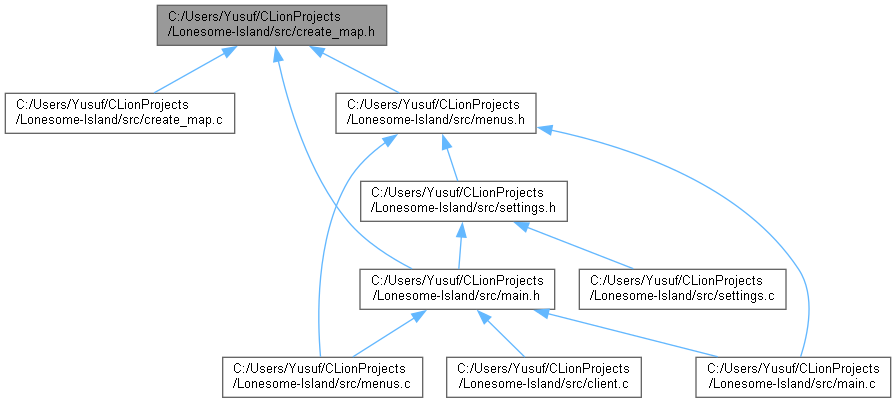 C:/Users/Yusuf/CLionProjects
/Lonesome-Island/src/create_map.h
C:/Users/Yusuf/CLionProjects
/Lonesome-Island/src/create_map.c
C:/Users/Yusuf/CLionProjects
/Lonesome-Island/src/menus.h
C:/Users/Yusuf/CLionProjects
/Lonesome-Island/src/settings.h
C:/Users/Yusuf/CLionProjects
/Lonesome-Island/src/main.h
C:/Users/Yusuf/CLionProjects
/Lonesome-Island/src/settings.c
C:/Users/Yusuf/CLionProjects
/Lonesome-Island/src/menus.c
C:/Users/Yusuf/CLionProjects
/Lonesome-Island/src/client.c
C:/Users/Yusuf/CLionProjects
/Lonesome-Island/src/main.c